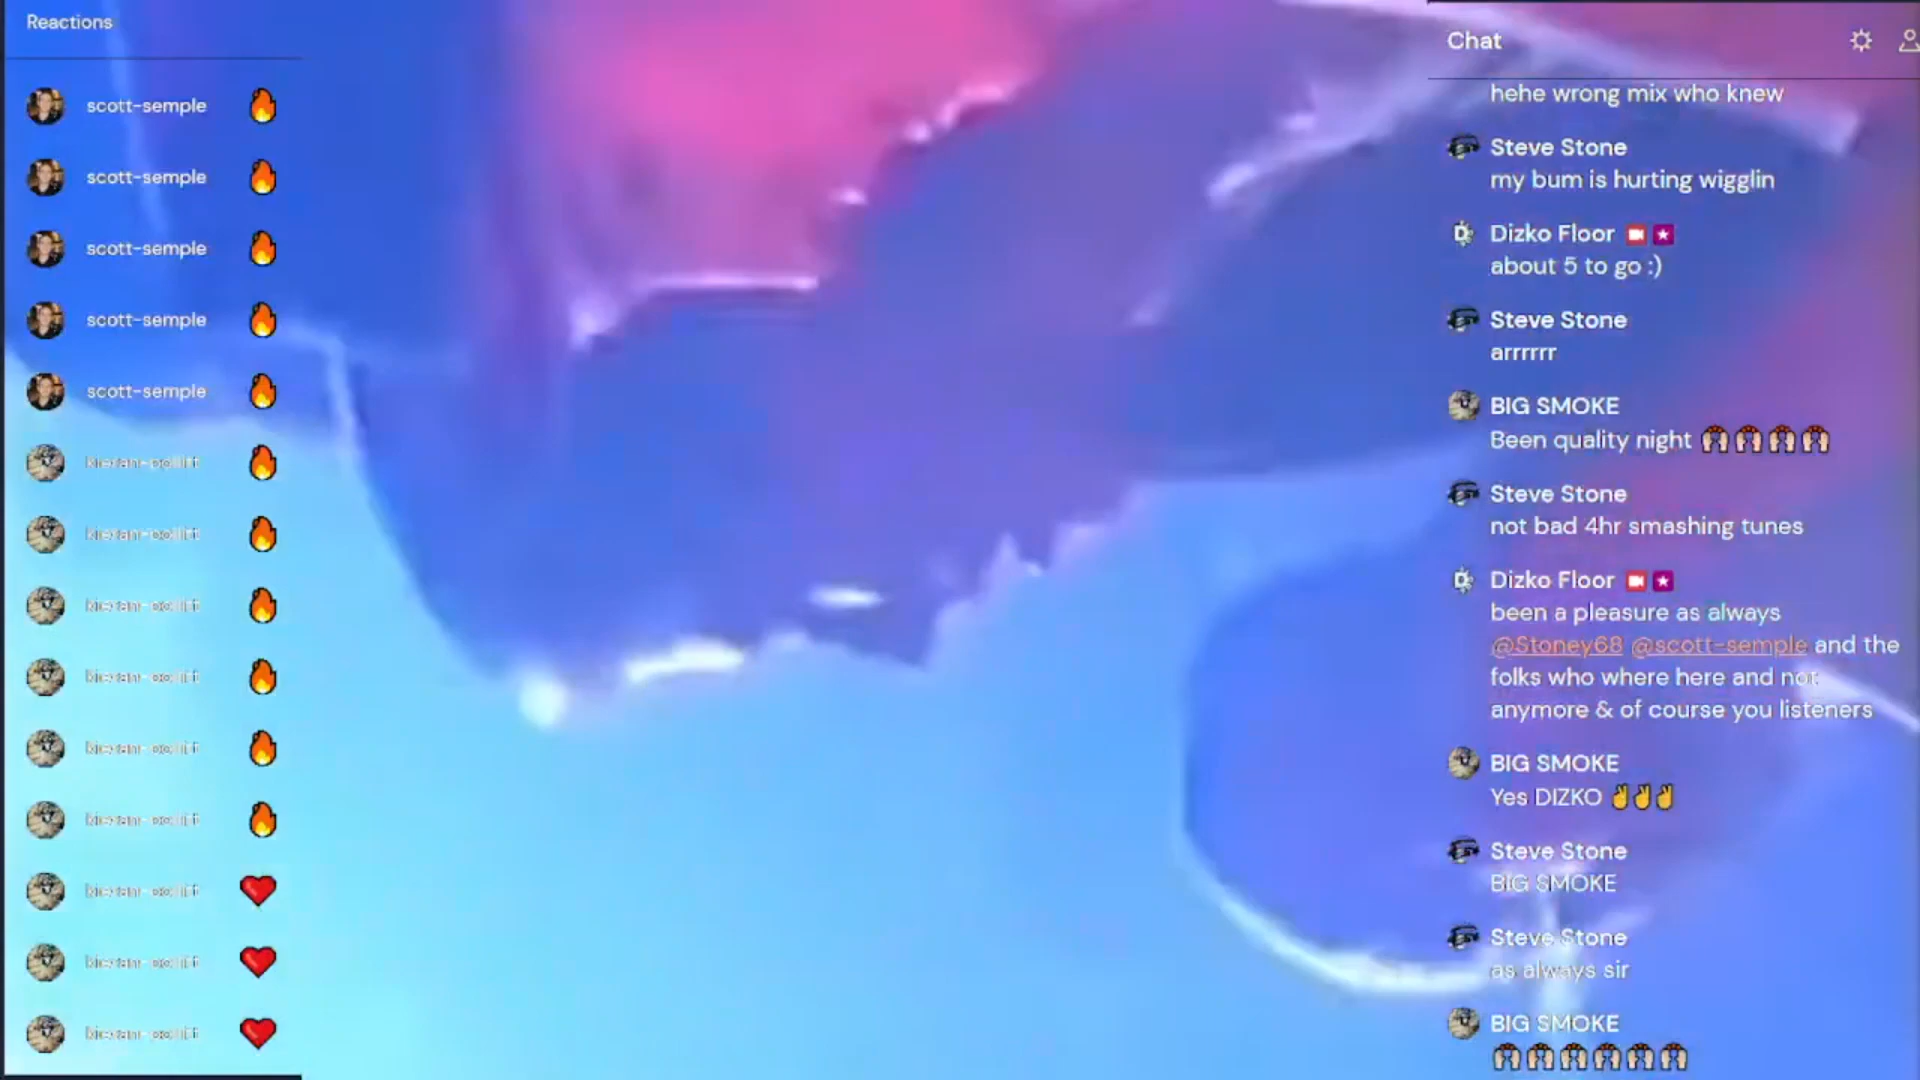 Reactions
scott-semple
scott-semple
scott-semple
scott-semple
scott-semple
Chat
hehe wrong mix who knew
Steve Stone
my bum is hurting wigglin
Dizko Floor
about 5 to go :)
Steve Stone
arrrrrr
BIG SMOKE
Been quality night
Steve Stone
not bad 4hr smashing tunes
Dizko Floor
been a pleasure as always
@Stoney68 @scott-semple and the
folks who where here and not
anymore & of course you listeners
BIG SMOKE
Yes DIZKO ✌✌✌
Steve Stone
BIG SMOKE
Steve Stone
as always sir
BIG SMOKE